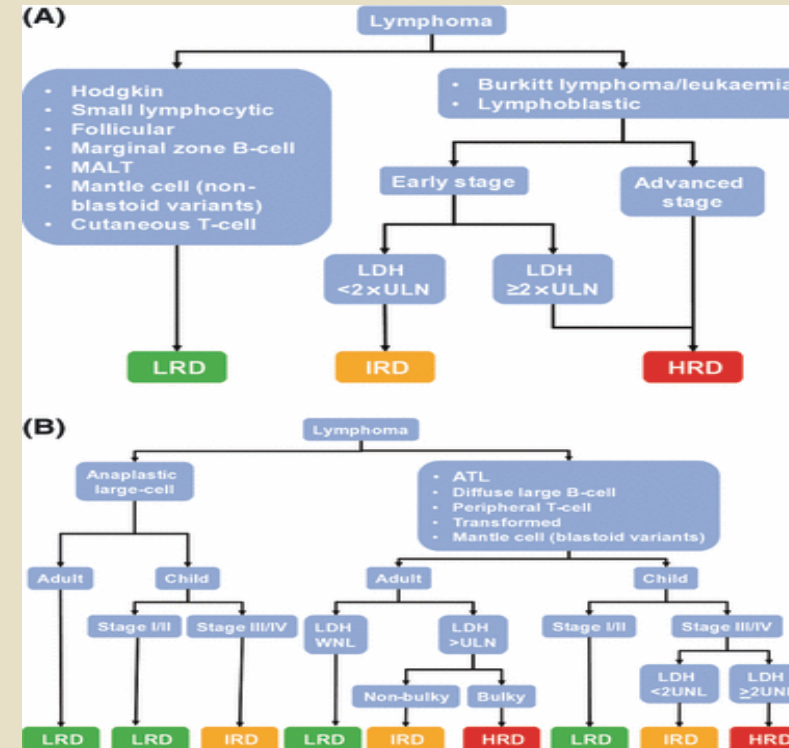 (A)
Lymphoma
• Hodgkin
• Small lymphocytic
• Follicular
• Marginal zone B-cell
• MALT
• Mantle cell (non-
blastoid variants)
• Cutaneous T-cell
• Burkitt lymphoma/leukaemia
• Lymphoblastic
Early stage
Advanced
stage
LDH
<2 x ULN
LDH
≥2 x ULN
LRD
IRD
HRD
(B)
Lymphoma
Anaplastic
large-cell
• ATL
• Diffuse large B-cell
• Peripheral T-cell
• Transformed
• Mantle cell (blastoid variants)
Adult
Child
Adult
Child
Stage I/II
Stage III/IV
LDH
WNL
LDH
>ULN
Stage I/II
Stage III/IV
Non-bulky
Bulky
LDH
<2UNL
LDH
≥2UNL
LRD
LRD
IRD
LRD
IRD
HRD
LRD
IRD
HRD